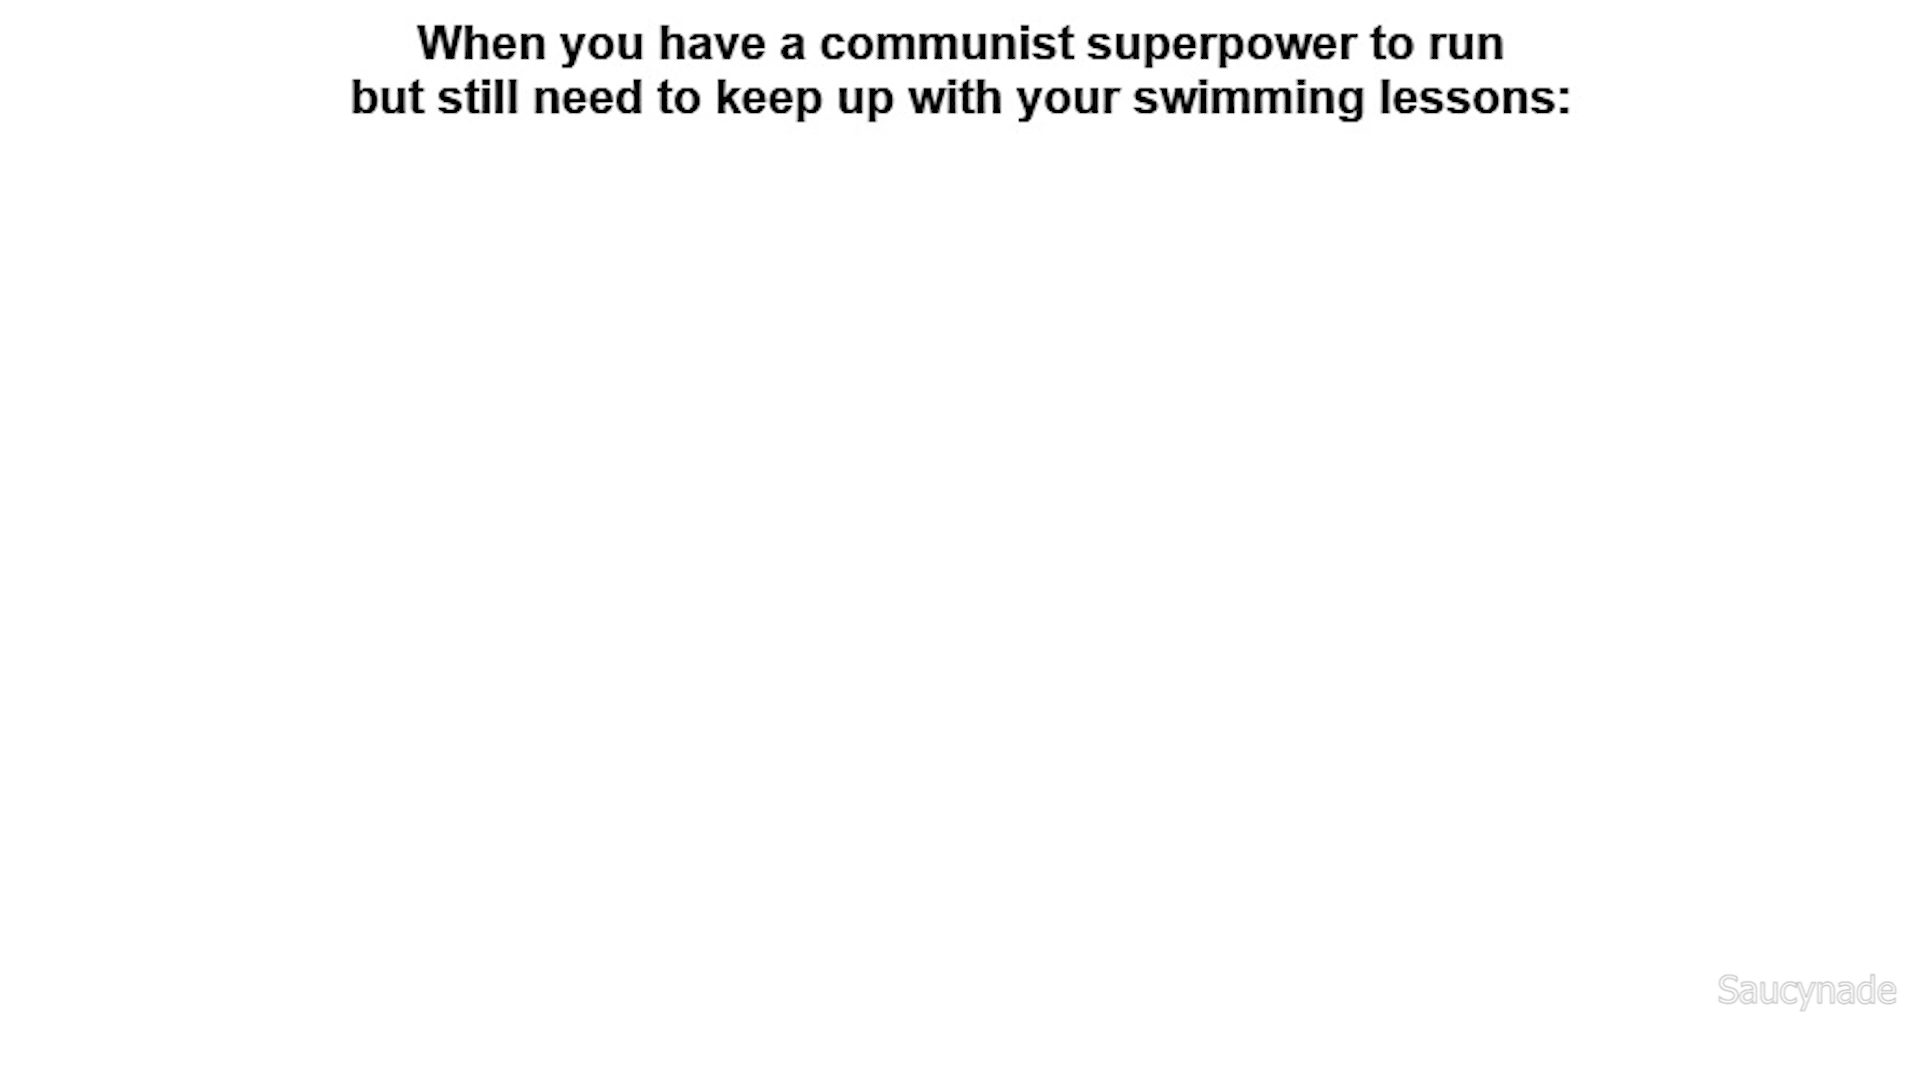 When you have a communist superpower to run
but still need to keep up with your swimming lessons:
Saucynade